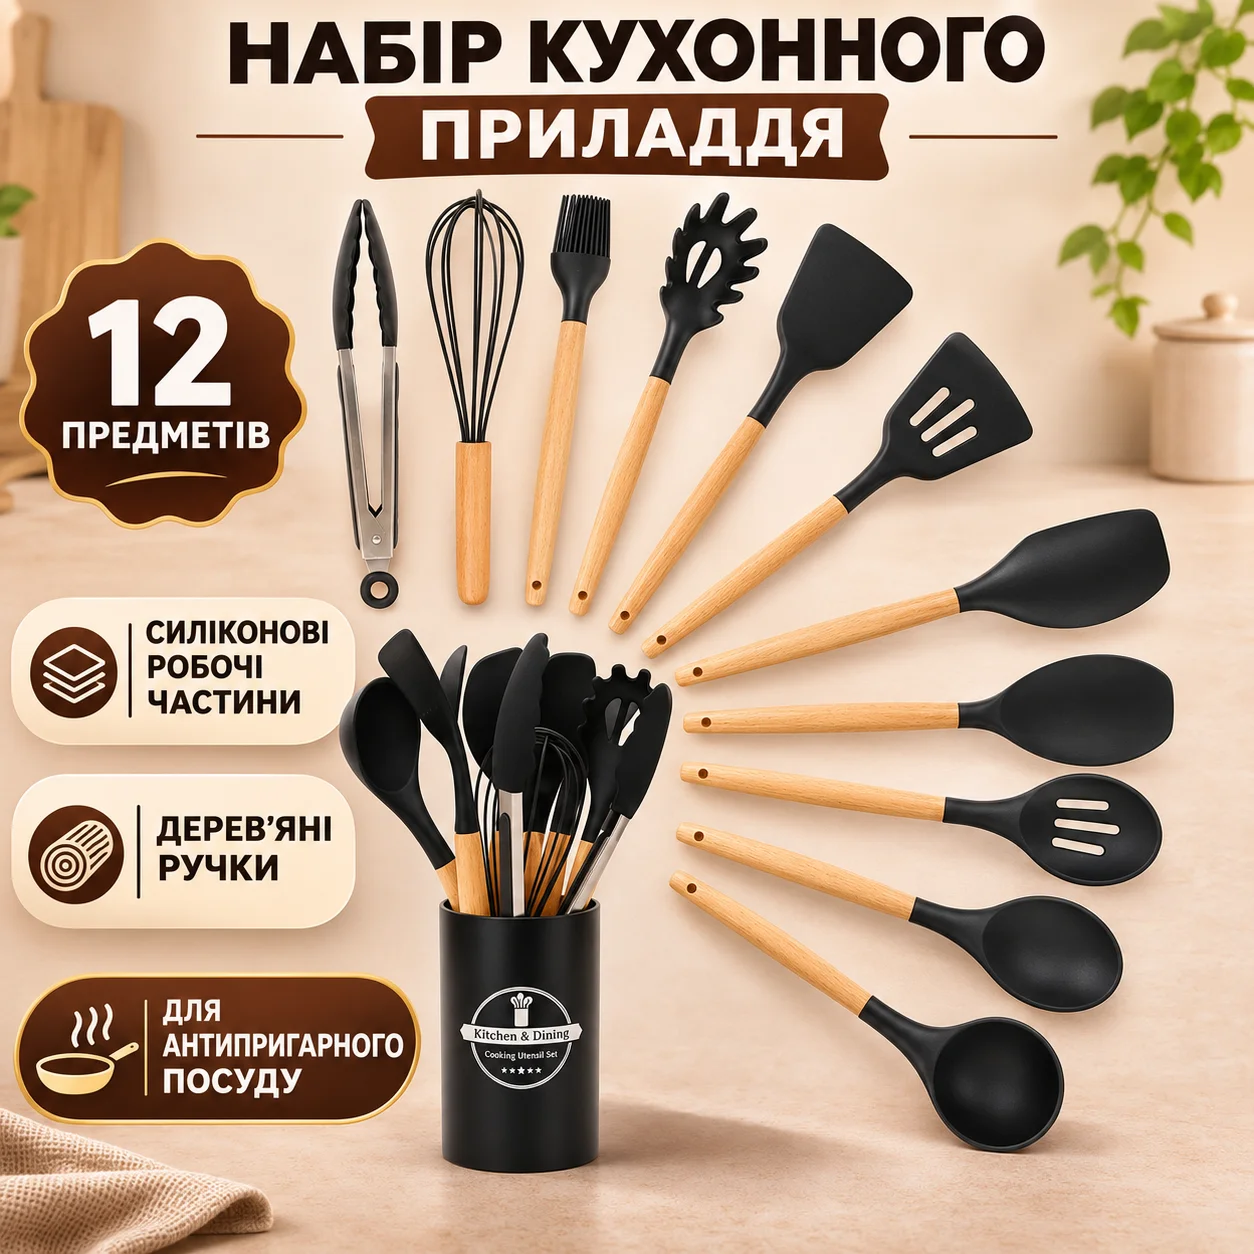 НАБІР КУХОННОГО
ПРИЛАДДЯ
12
ПРЕДМЕТІВ
СИЛІКОНОВІ
РОБОЧІ
ЧАСТИНИ
ДЕРЕВ'ЯНІ
РУЧКИ
ДЛЯ
АНТИПРИГАРНОГО
ПОСУДУ
Kitchen & Dining
Cooking Utensil Set